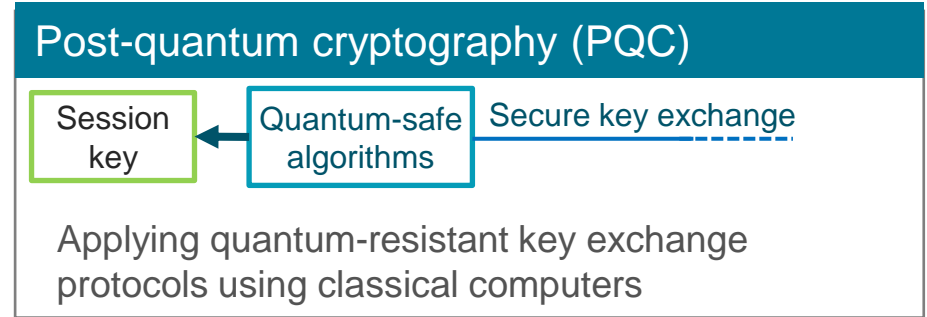 Post-quantum cryptography (PQC)
Session
key
Quantum-safe
algorithms
Secure key exchange
Applying quantum-resistant key exchange
protocols using classical computers